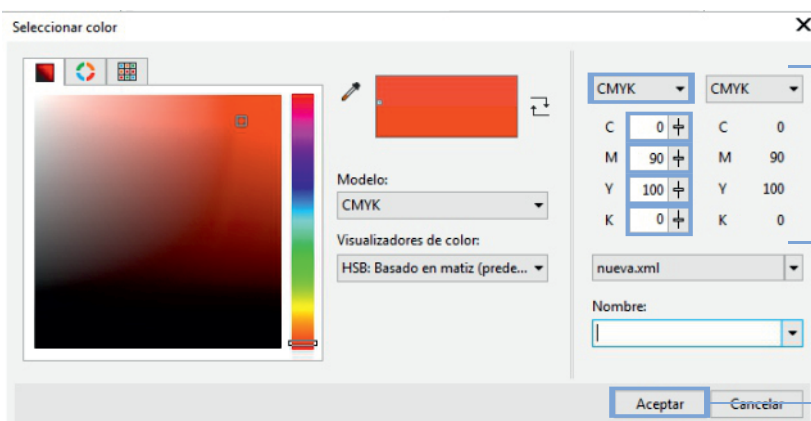 Seleccionar color
CMYK CMYK
C 0 C 0
M 90 M 90
Modelo:
Y 100 Y 100
CMYK
K 0 K 0
Visualizadores de color:
HSB: Basado en matiz (prede... nueva.xml
Nombre:
Aceptar Cancelar